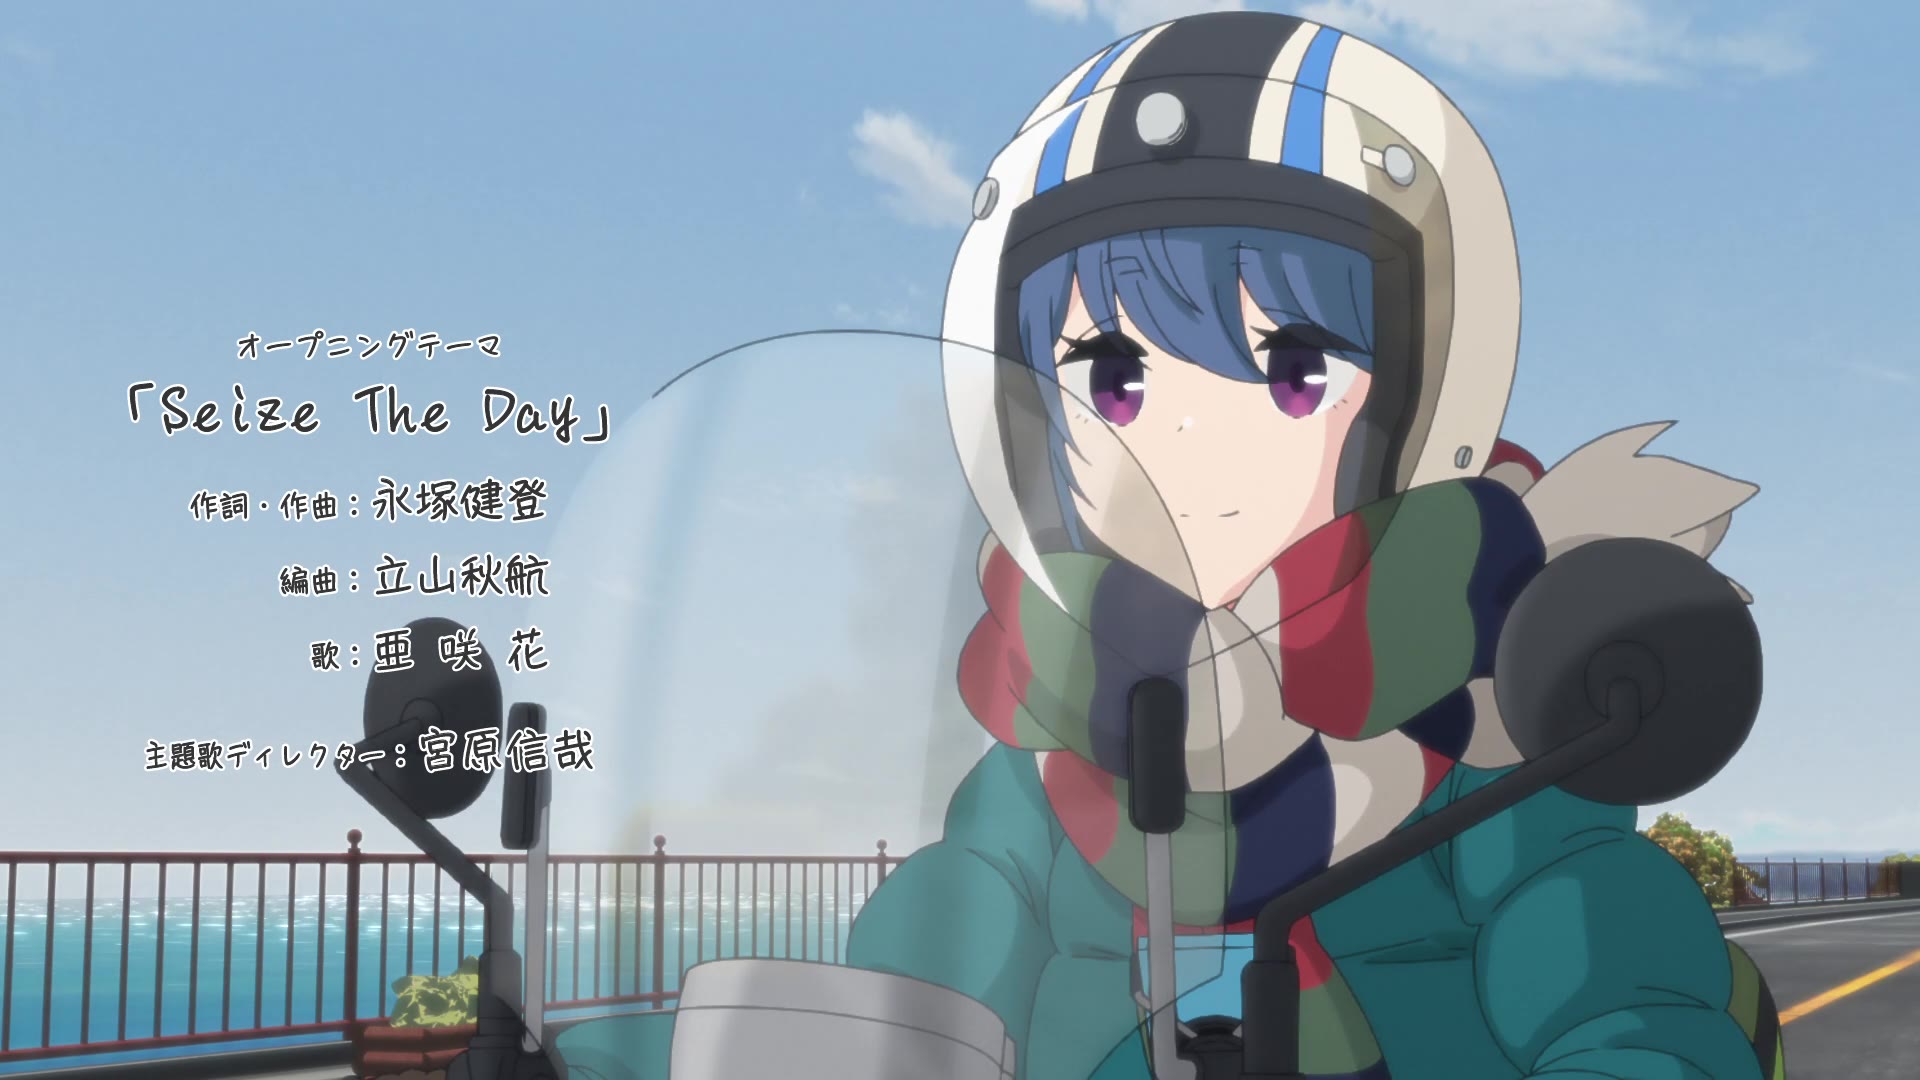 オープニングテーマ
「Seize The Day」
作詞・作曲：永塚健登
編曲：立山秋航
歌：亜咲花
主題歌ディレクター：宮原信哉